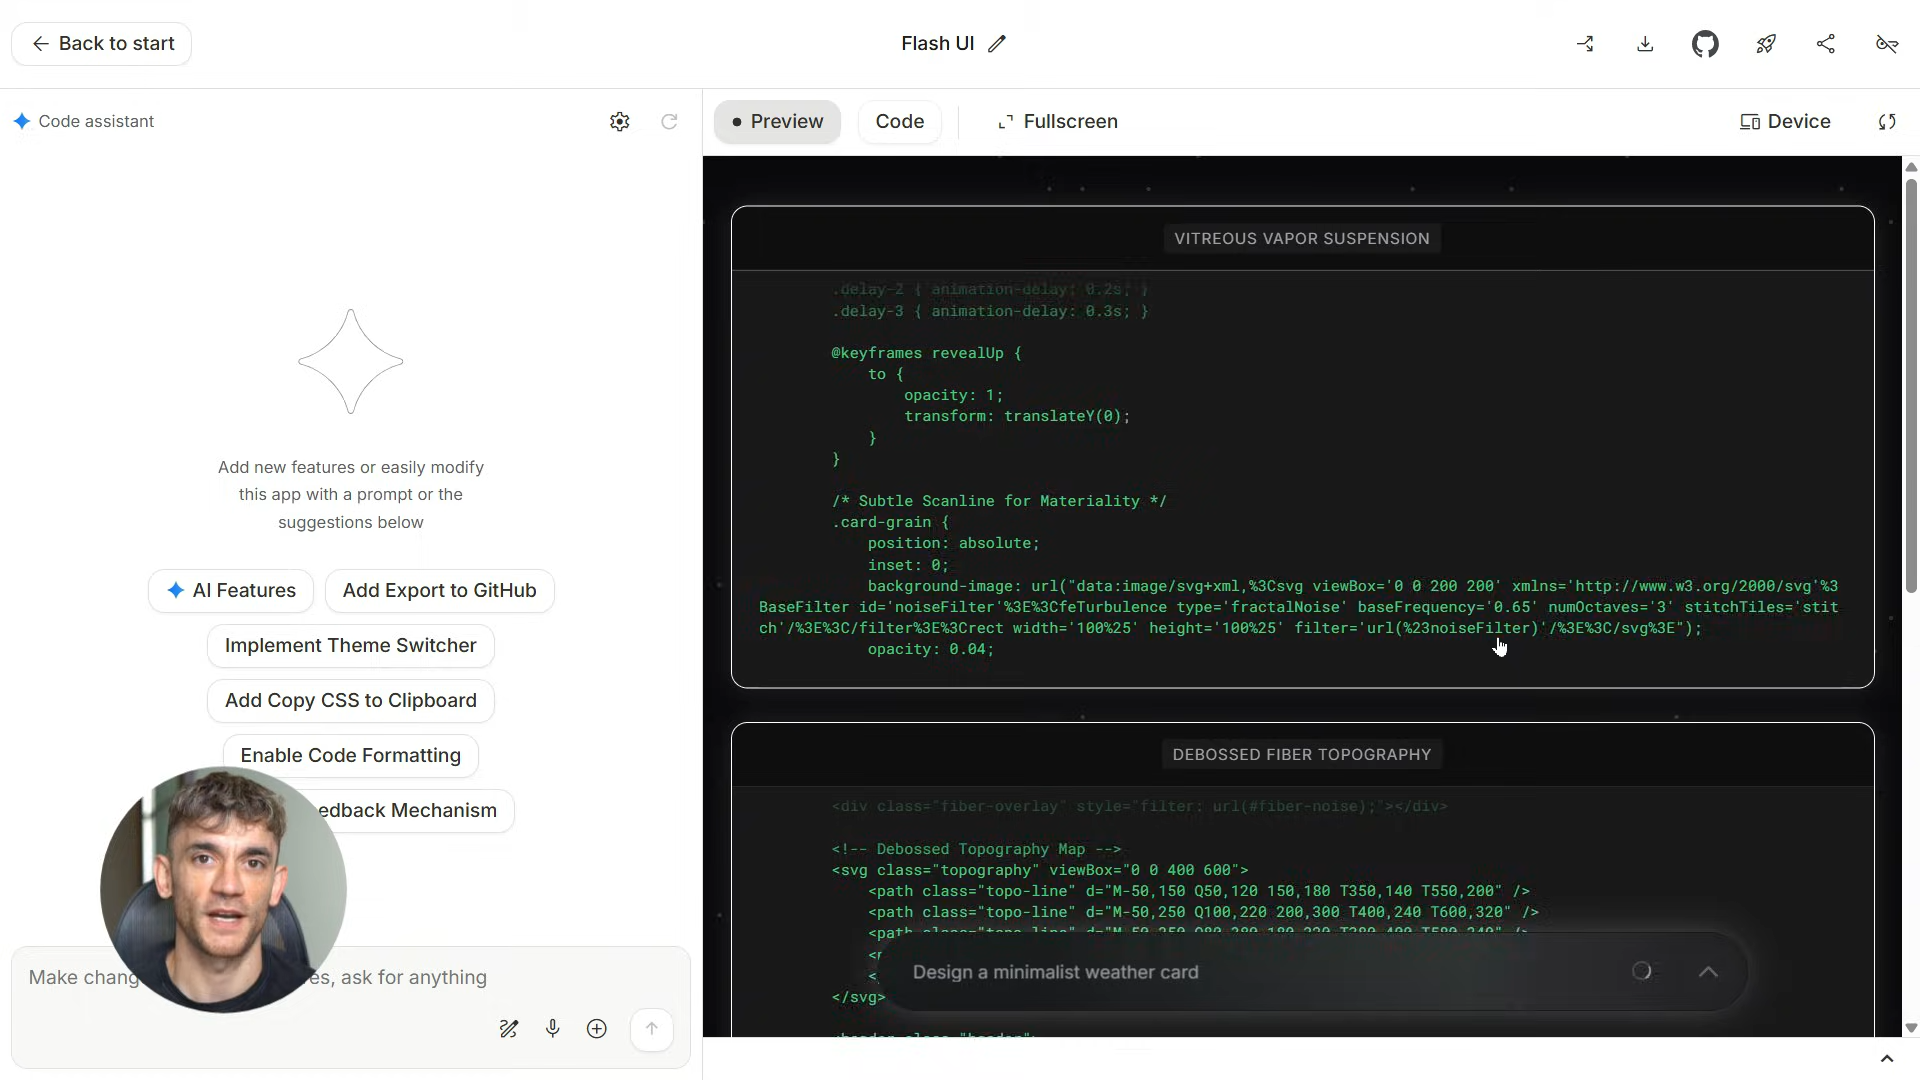 Back to start
Flash UI
Code assistant
Preview
Code
Fullscreen
Device
Add new features or easily modify
this app with a prompt or the
suggestions below
AI Features
Add Export to GitHub
Implement Theme Switcher
Add Copy CSS to Clipboard
Enable Code Formatting
edback Mechanism
Make chang
es, ask for anything
VITREOUS VAPOR SUSPENSION
.delay-2 { animation-delay: 0.2s; }
.delay-3 { animation-delay: 0.3s; }
@keyframes revealUp {
to {
opacity: 1;
transform: translateY(0);
}
}
/* Subtle Scanline for Materiality */
.card-grain {
position: absolute;
inset: 0;
background-image: url("data:image/svg+xml,%3Csvg viewBox='0 0 200 200' xmlns='http://www.w3.org/2000/svg'%3
BaseFilter id='noiseFilter'%3E%3CfeTurbulence type='fractalNoise' baseFrequency='0.65' numOctaves='3' stitchTiles='stit
ch'/%3E%3C/filter%3E%3Crect width='100%25' height='100%25' filter='url(%23noiseFilter)'/%3E%3C/svg%3E");
opacity: 0.04;
DEBOSSED FIBER TOPOGRAPHY
<div class="fiber-overlay" style="filter: url(#fiber-noise);"></div>
<!-- Debossed Topography Map -->
<svg class="topography" viewBox="0 0 400 600">
<path class="topo-line" d="M-50,150 Q50,120 150,180 T350,140 T550,200" />
<path class="topo-line" d="M-50,250 Q100,220 200,300 T400,240 T600,320" />
<path class="topo-line"
</svg>
Design a minimalist weather card